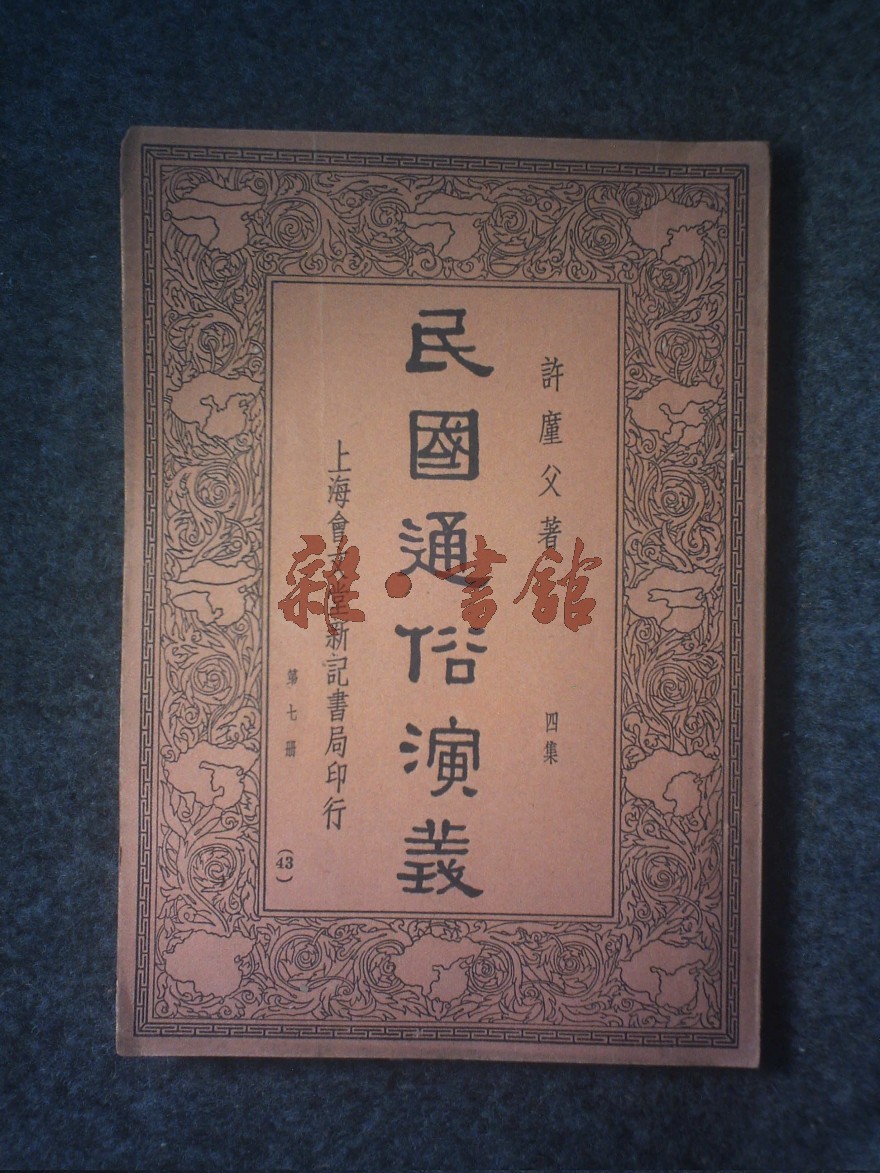 許廑父著
四集
民國通俗演義
上海會文堂新記書局印行
第七册
(43)
雜·書館